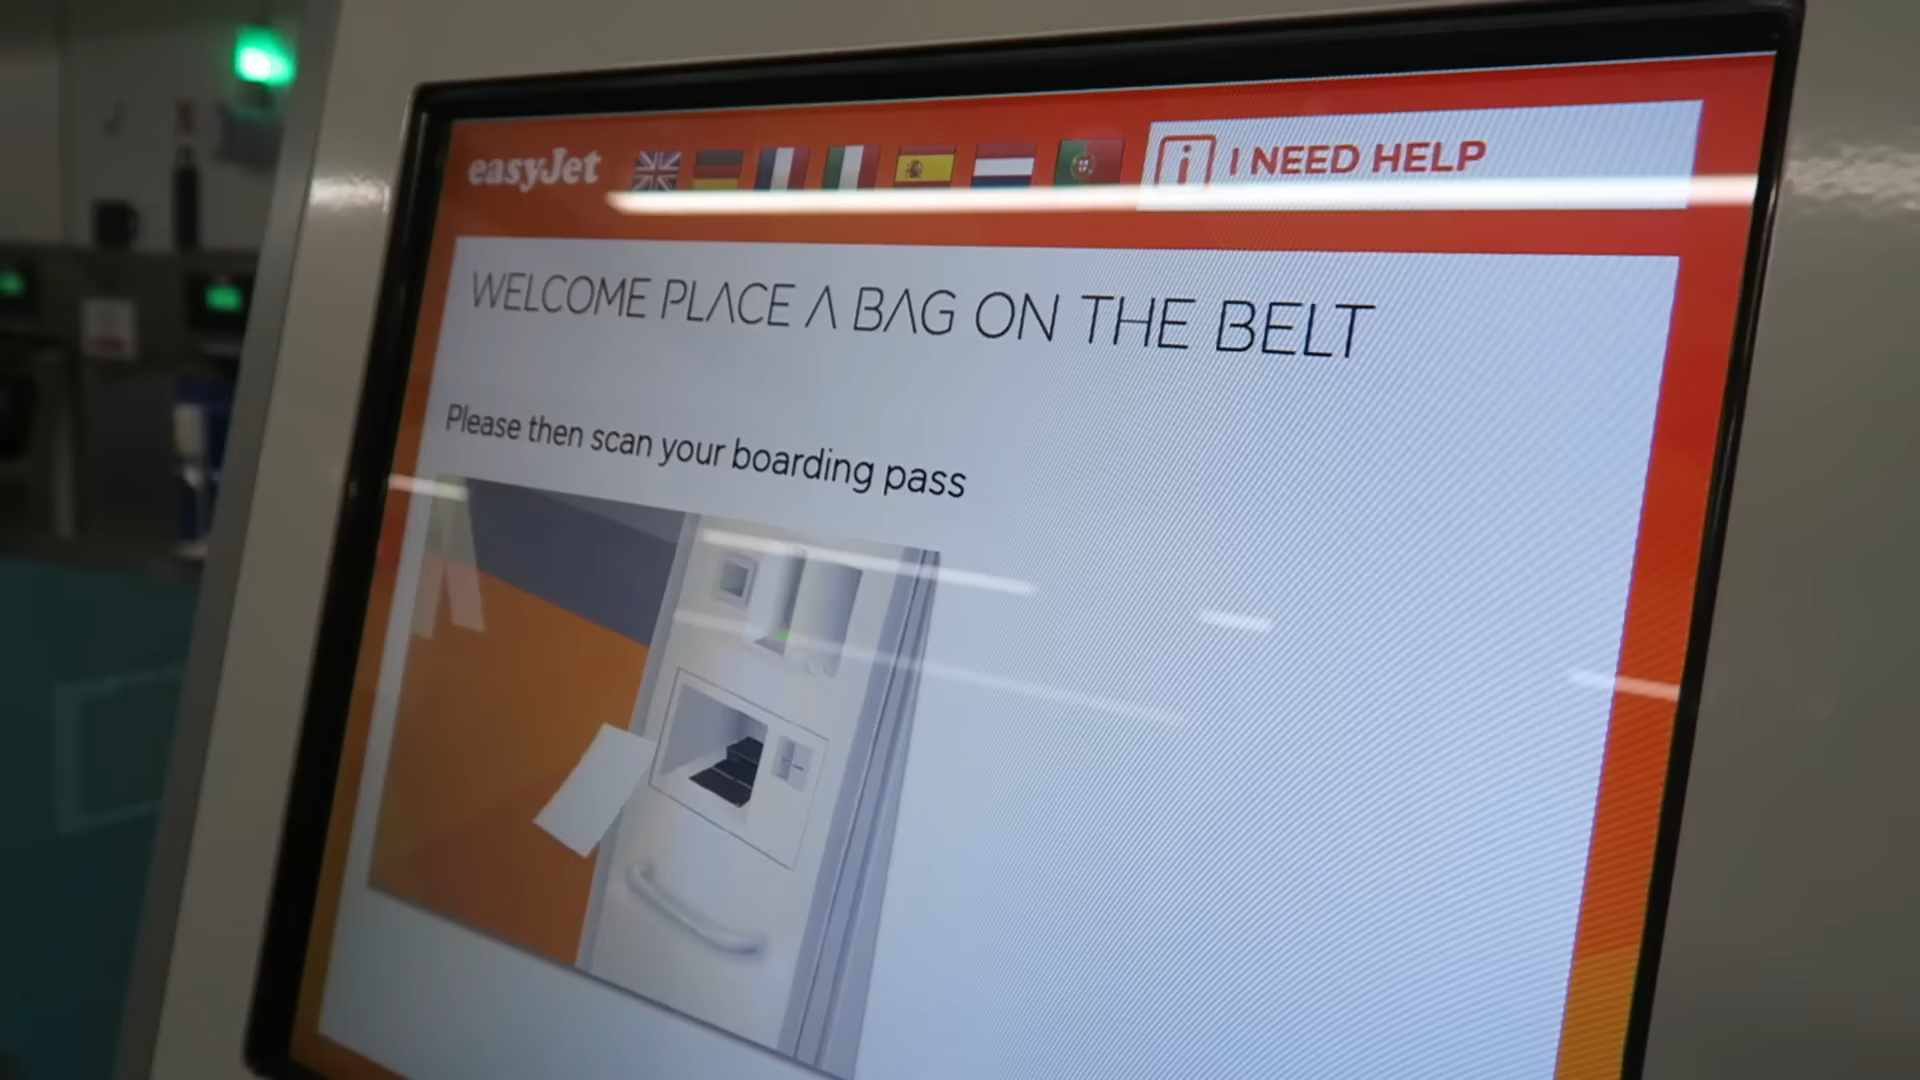 easyJet
I NEED HELP
WELCOME PLACE A BAG ON THE BELT
Please then scan your boarding pass